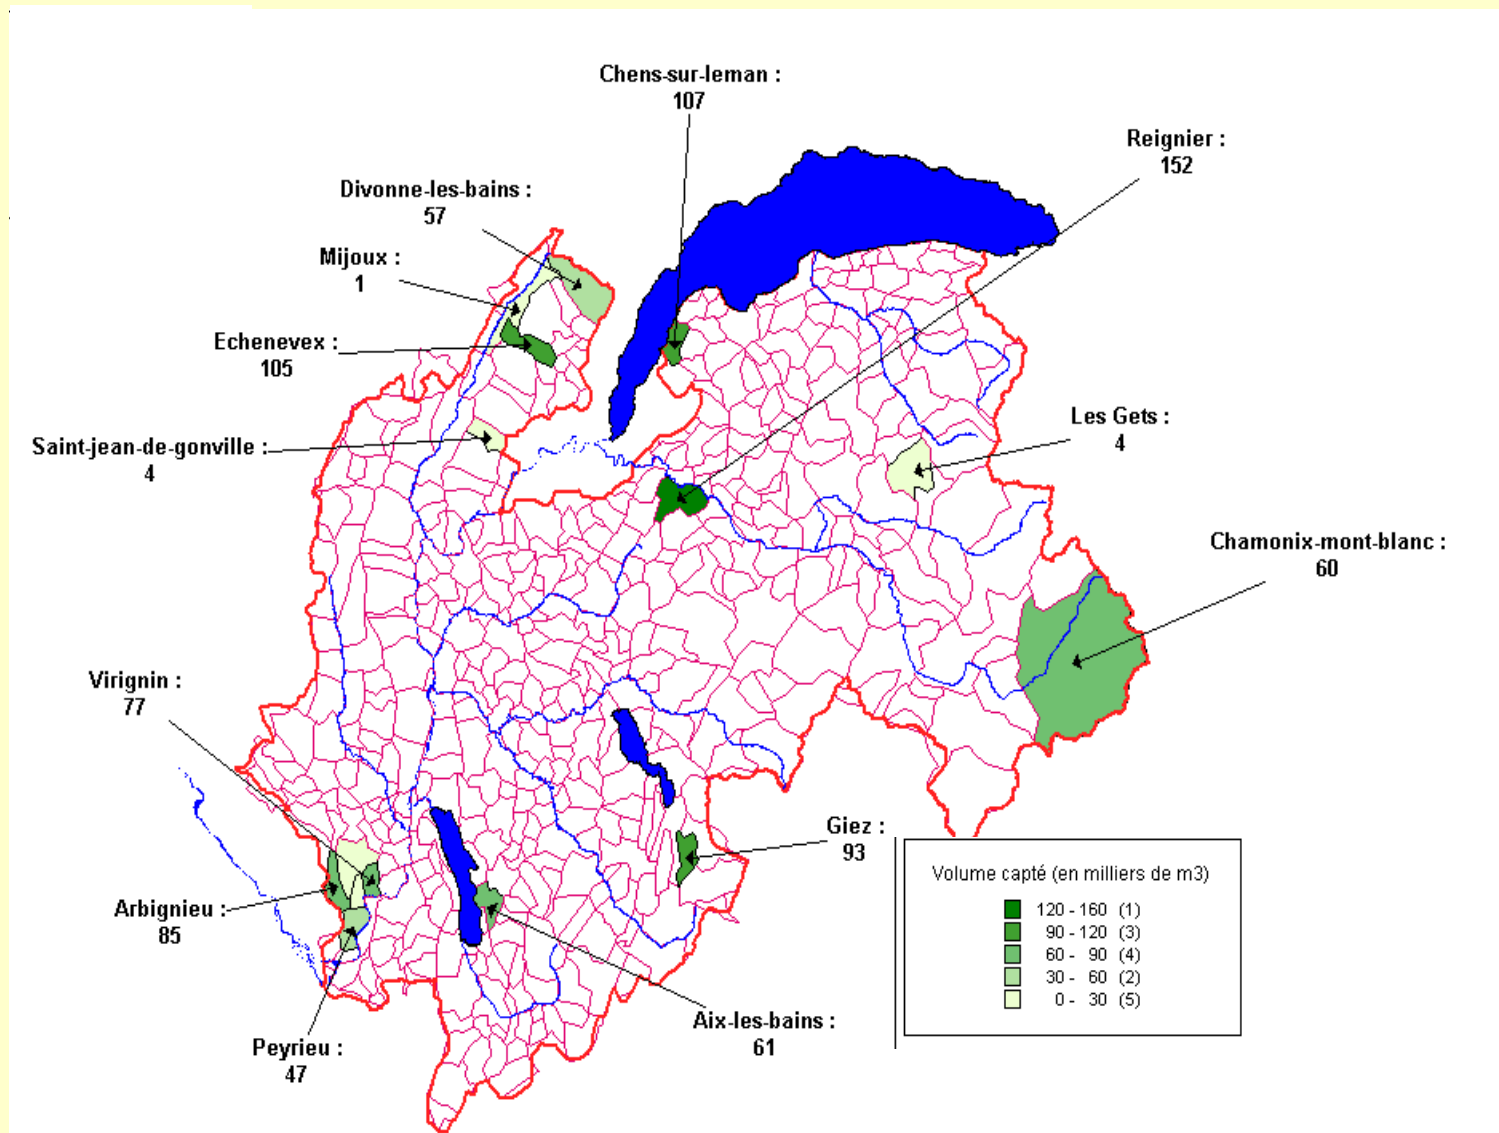 Chens-sur-leman :
107
Reignier :
152
Divonne-les-bains :
57
Mijoux :
1
Echenevex :
105
Saint-jean-de-gonville :
4
Les Gets :
4
Chamonix-mont-blanc :
60
Virignin :
77
Giez :
93
Arbignieu :
85
Aix-les-bains :
61
Peyrieu :
47
Volume capté (en milliers de m3)
120 - 160 (1)
90 - 120 (3)
60 - 90 (4)
30 - 60 (2)
0 - 30 (5)